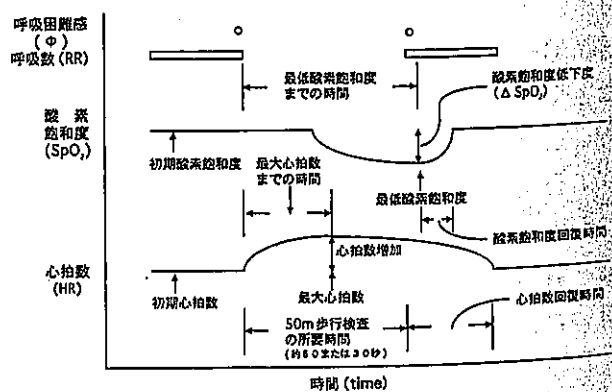 呼吸困難感
(Φ)
呼吸数(RR)
最低酸素飽和度
までの時間
酸素飽和度低下度
(Δ SpO₂)
酸素
飽和度
(SpO₂)
初期酸素飽和度
最大心拍数
までの時間
最低酸素飽和度
酸素飽和度回復時間
心拍数増加
心拍数
(HR)
初期心拍数
最大心拍数
心拍数回復時間
50m歩行検査
の所要時間
(約60または30秒)
時間(time)